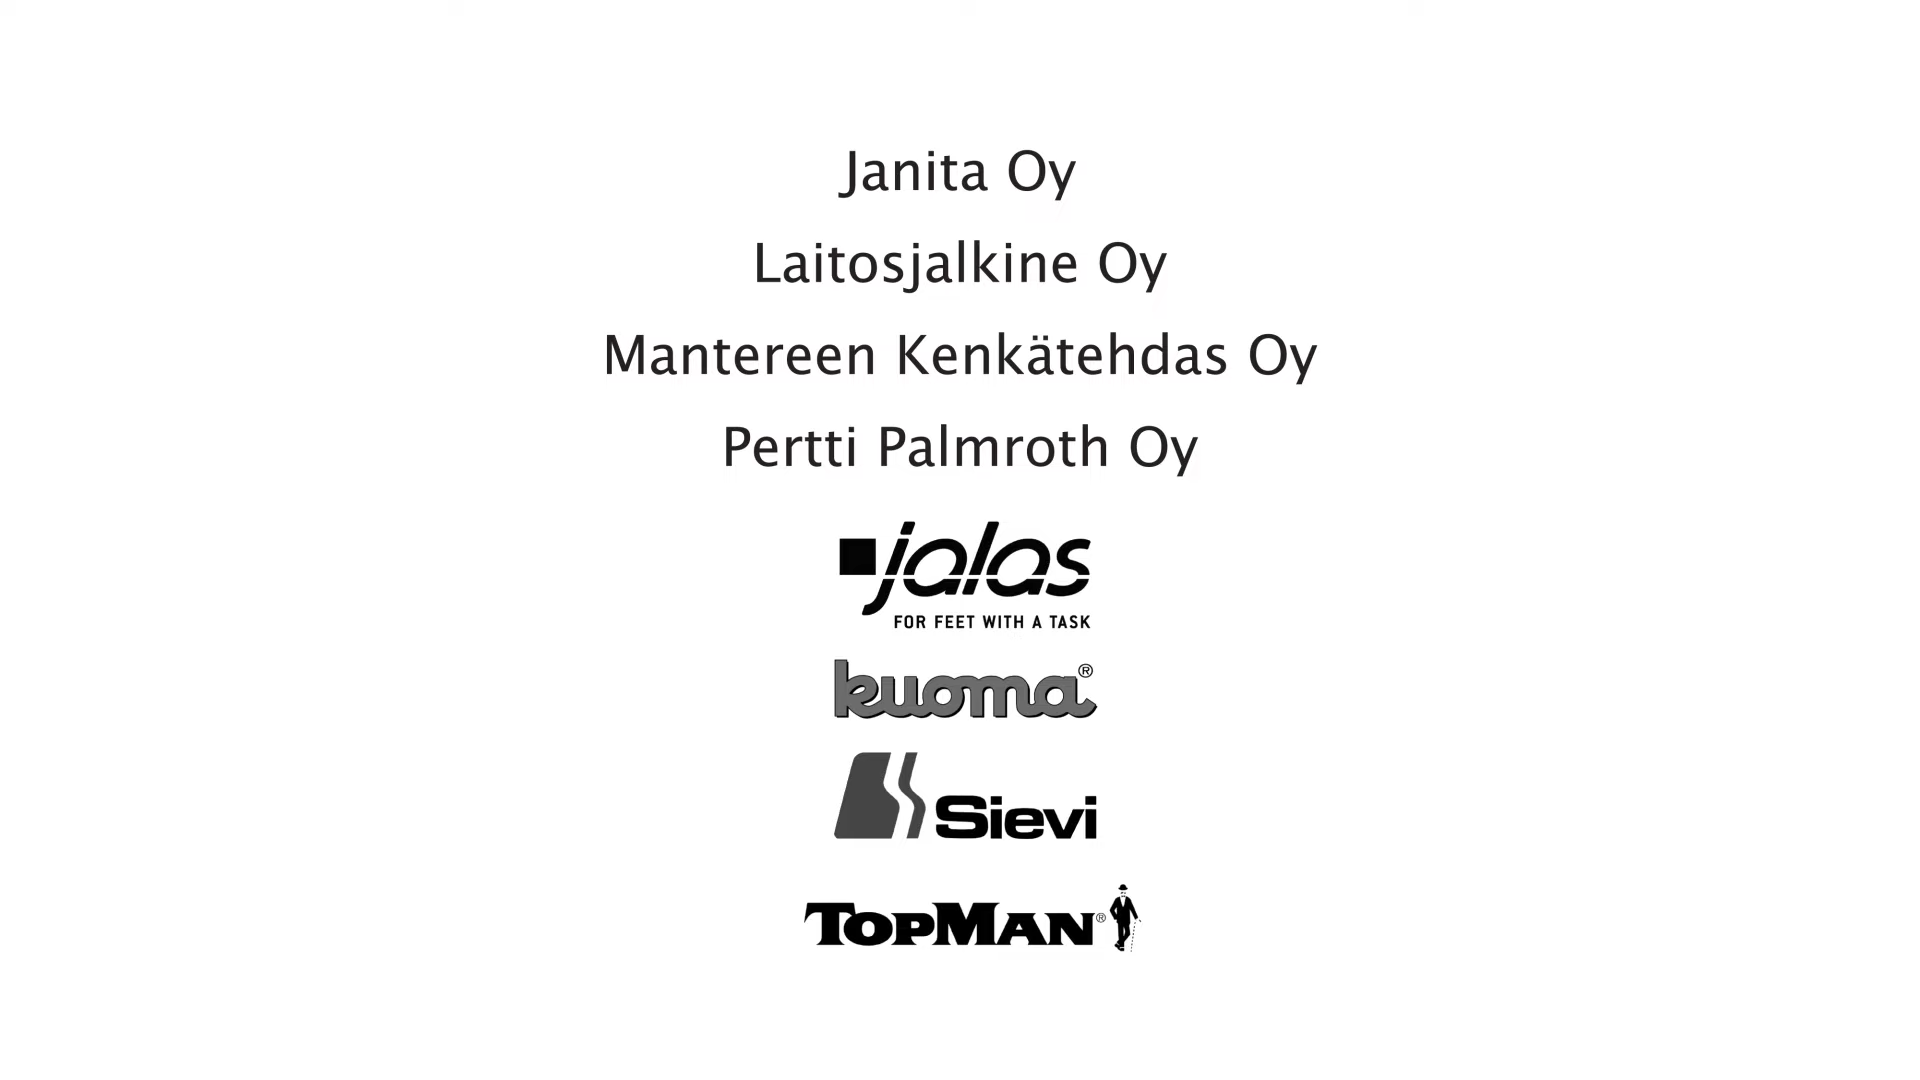 Janita Oy
Laitosjalkine Oy
Mantereen Kenkätehdas Oy
Pertti Palmroth Oy
jalas
FOR FEET WITH A TASK
kuoma®
Sievi
TOPMAN®